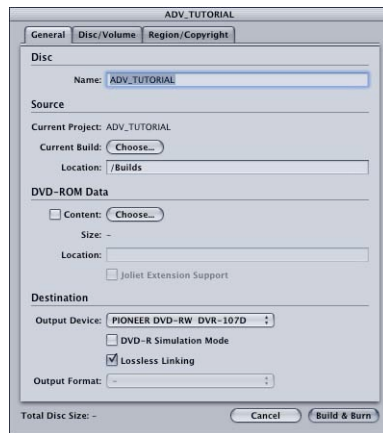 ADV_TUTORIAL
General Disc/Volume Region/Copyright
Disc
Name: ADV_TUTORIAL
Source
Current Project: ADV_TUTORIAL
Current Build: Choose...
Location: /Builds
DVD-ROM Data
Content: Choose...
Size: –
Location:
Joliet Extension Support
Destination
Output Device: PIONEER DVD-RW DVR-107D
DVD-R Simulation Mode
Lossless Linking
Output Format: –
Total Disc Size: – Cancel Build & Burn